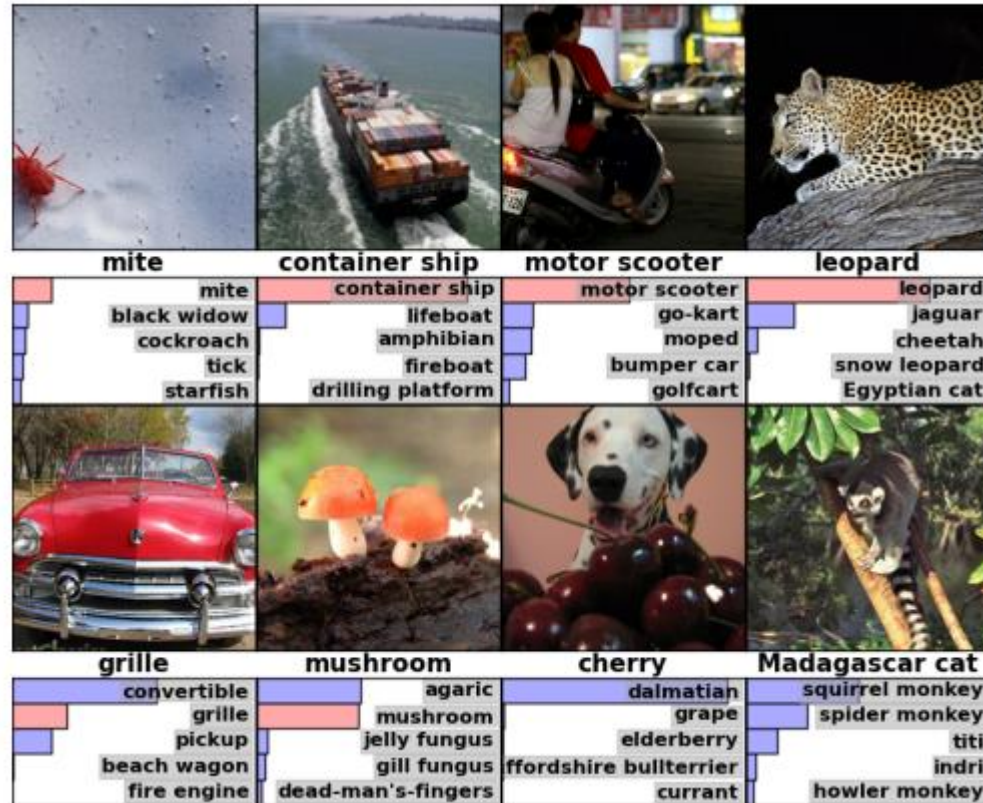 mite
container ship
motor scooter
leopard
mite
black widow
cockroach
tick
starfish
container ship
lifeboat
amphibian
fireboat
drilling platform
motor scooter
go-kart
moped
bumper car
golfcart
leopard
jaguar
cheetah
snow leopard
Egyptian cat
grille
mushroom
cherry
Madagascar cat
convertible
grille
pickup
beach wagon
fire engine
agaric
mushroom
jelly fungus
gill fungus
dead-man's-fingers
dalmatian
grape
elderberry
ffordshire bullterrier
currant
squirrel monkey
spider monkey
titi
indri
howler monkey